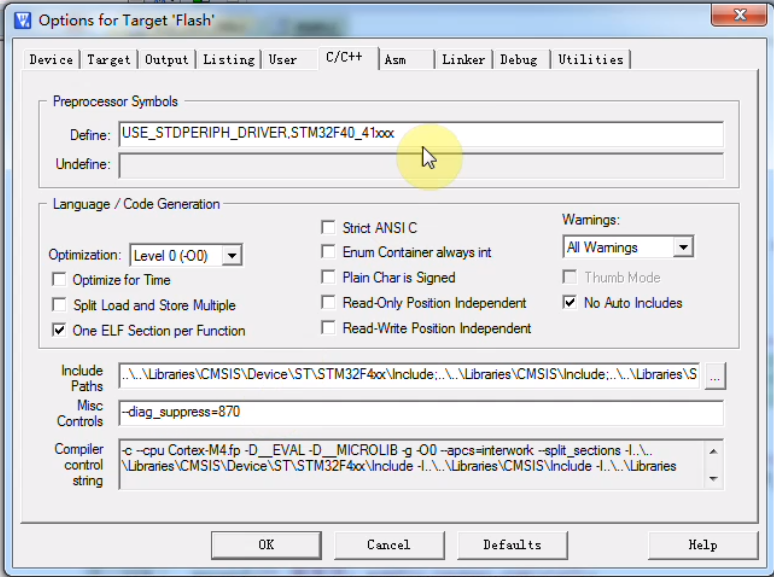 Options for Target 'Flash'
Device Target Output Listing User C/C++ Asm Linker Debug Utilities
Preprocessor Symbols
Define: USE_STDPERIPH_DRIVER,STM32F40_41xxx
Undefine:
Language / Code Generation
Optimization: Level 0 (-O0)
Optimize for Time
Split Load and Store Multiple
One ELF Section per Function
Strict ANSI C
Enum Container always int
Plain Char is Signed
Read-Only Position Independent
Read-Write Position Independent
Warnings:
All Warnings
Thumb Mode
No Auto Includes
Include
Paths
..\..\Libraries\CMSIS\Device\ST\STM32F4xx\Include;..\..\Libraries\CMSIS\Include;..\..\Libraries\S
...
Misc
Controls
--diag_suppress=870
Compiler
control
string
-c --cpu Cortex-M4.fp -D__EVAL -D__MICROLIB -g -O0 --apcs=interwork --split_sections -I..\..
\Libraries\CMSIS\Device\ST\STM32F4xx\Include -I..\..\Libraries\CMSIS\Include -I..\..\Libraries
OK Cancel Defaults Help